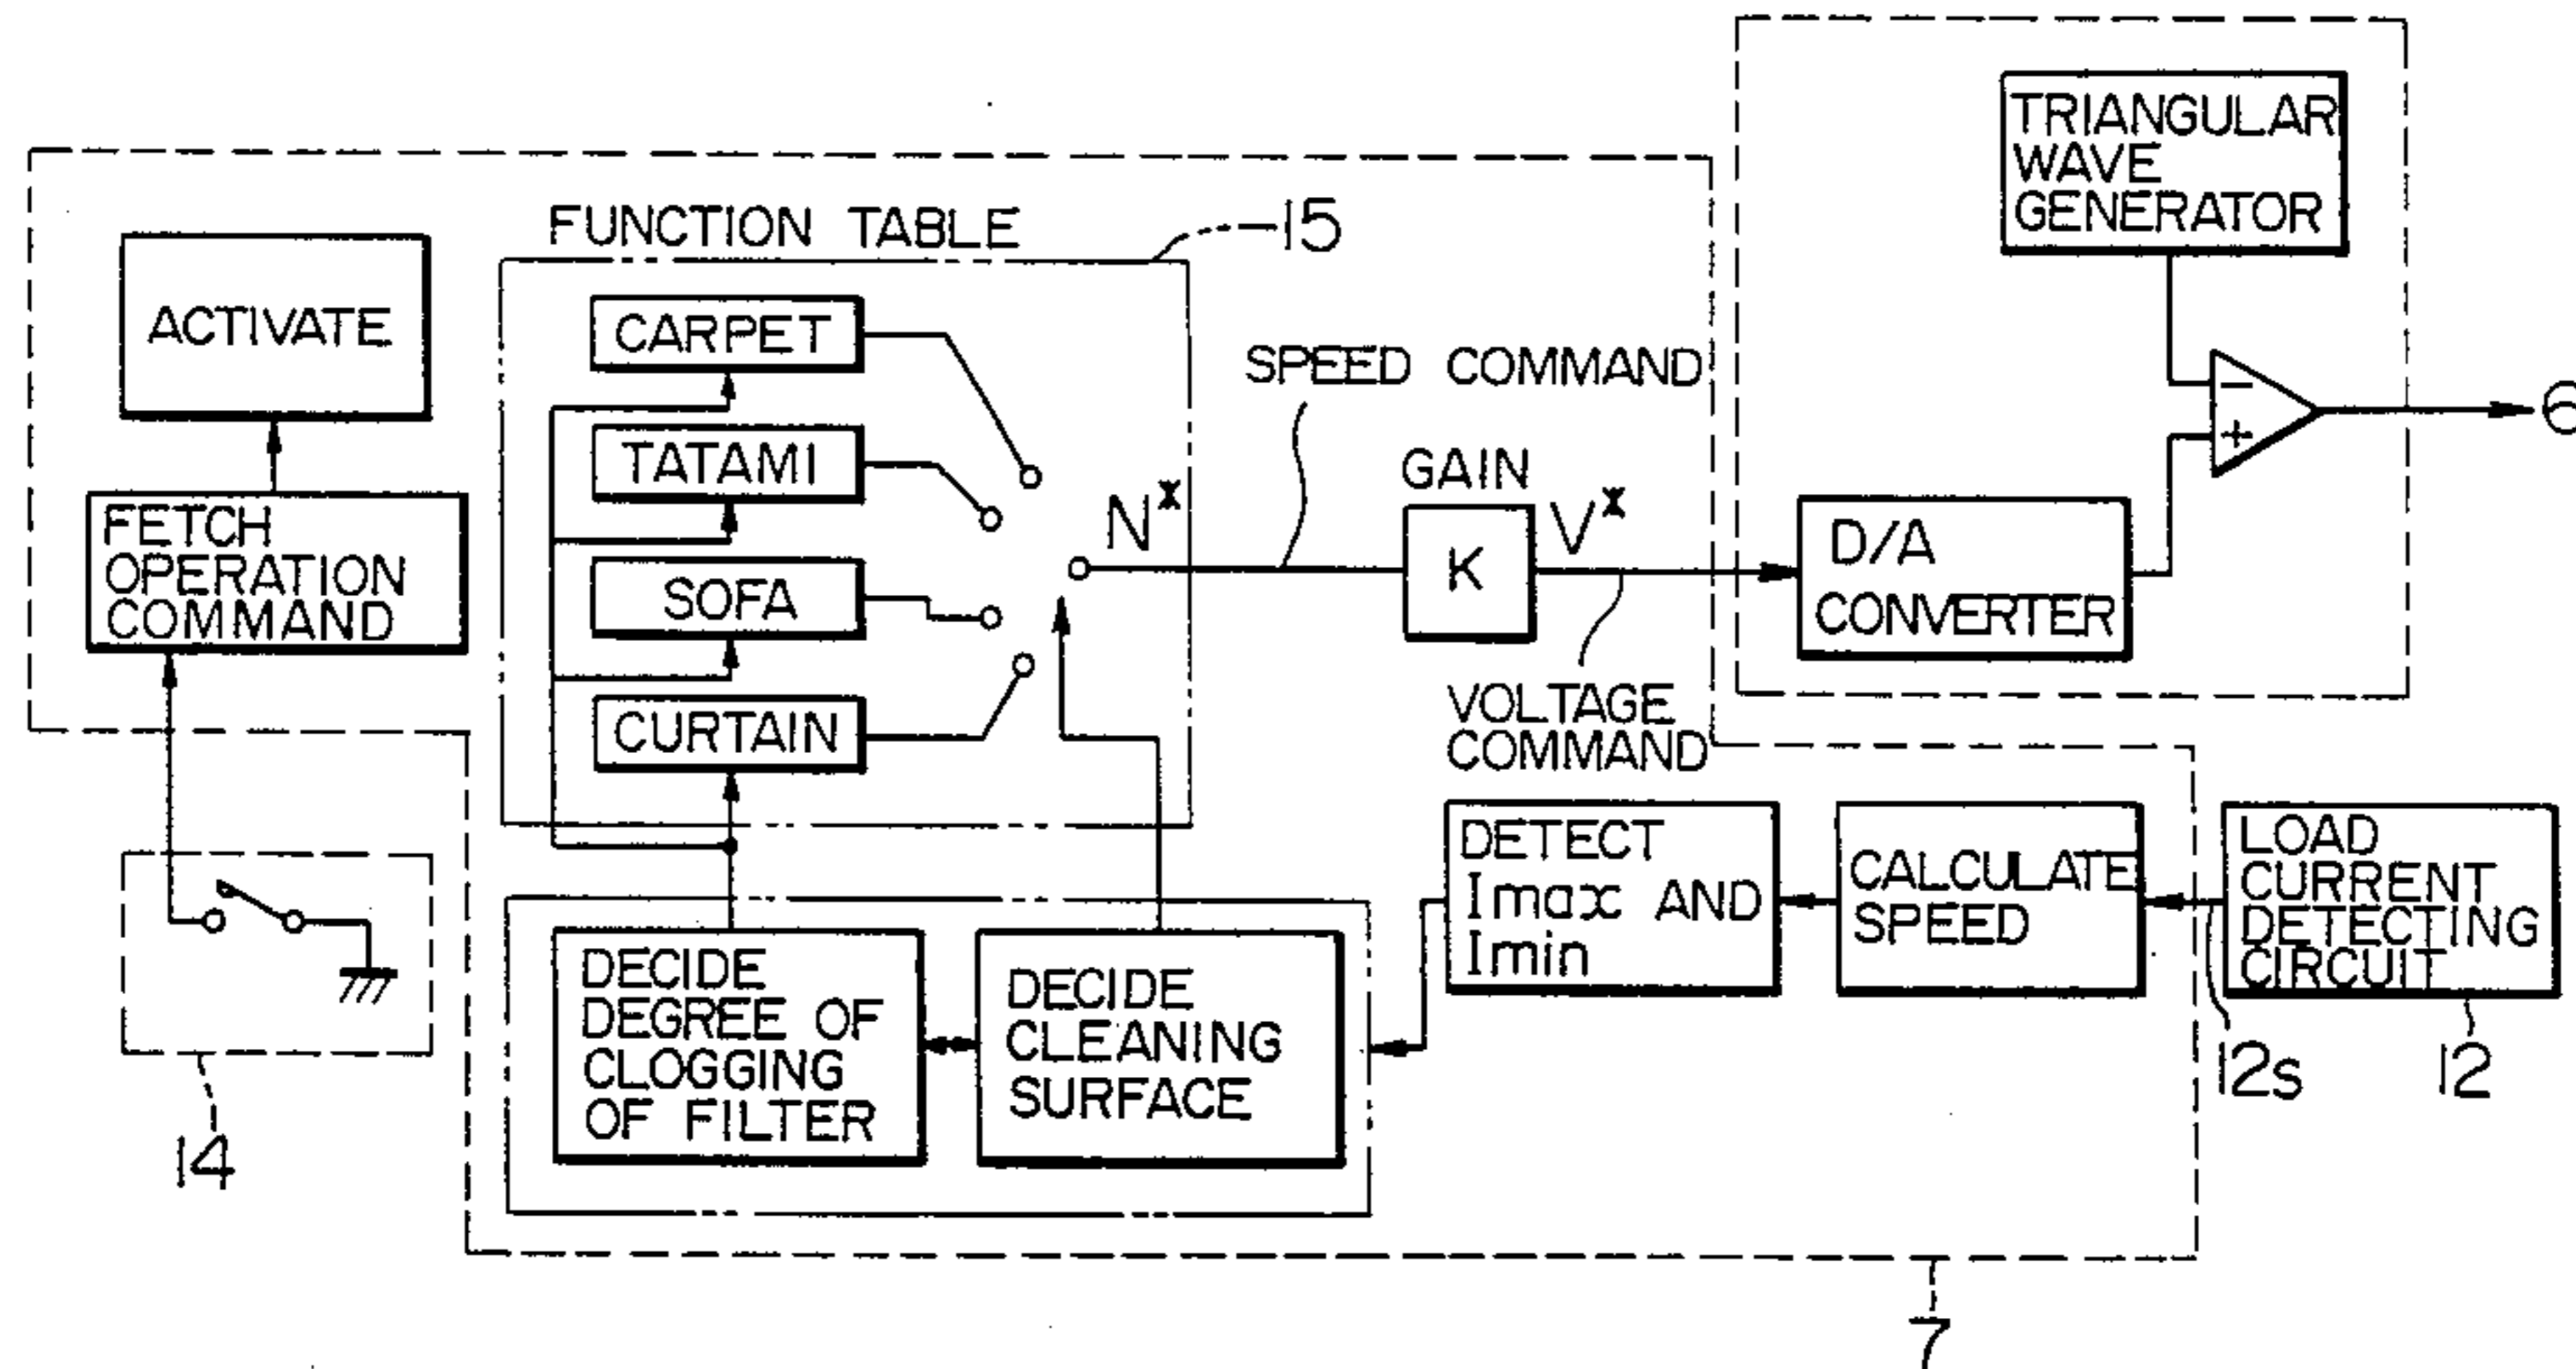 TRIANGULAR
WAVE
GENERATOR
FUNCTION TABLE
15
ACTIVATE
CARPET
SPEED COMMAND
−
+
6
TATAMI
N*
GAIN
K
V*
D/A
CONVERTER
FETCH
OPERATION
COMMAND
SOFA
CURTAIN
VOLTAGE
COMMAND
DETECT
Imax AND
Imin
CALCULATE
SPEED
LOAD
CURRENT
DETECTING
CIRCUIT
DECIDE
DEGREE OF
CLOGGING
OF FILTER
DECIDE
CLEANING
SURFACE
12s
12
14
7